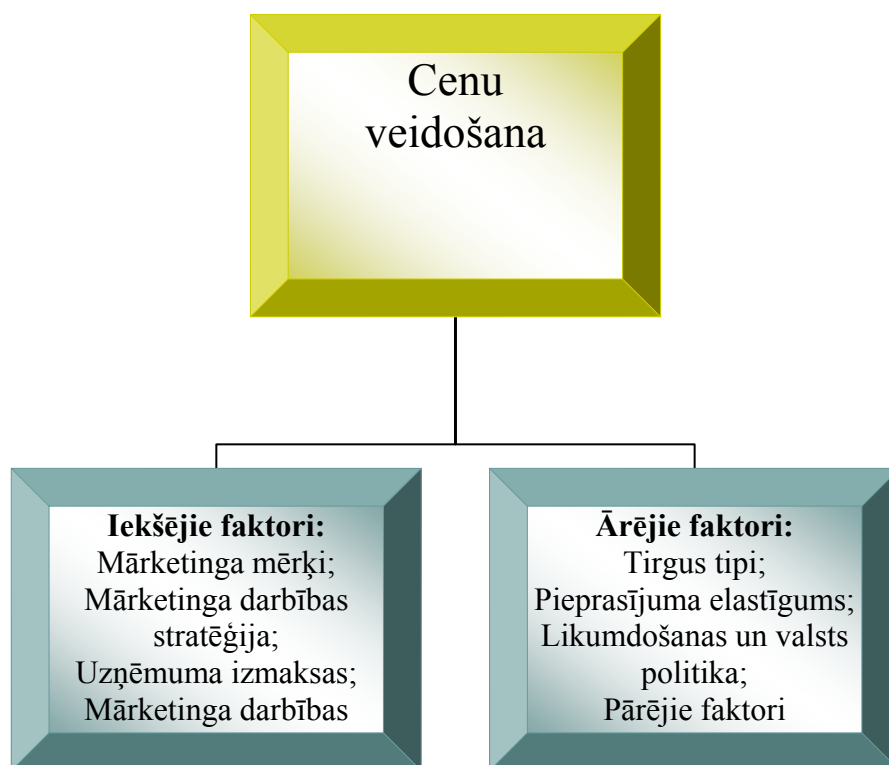 Cenu
veidošana
Iekšējie faktori:
Mārketinga mērķi;
Mārketinga darbības
stratēģija;
Uzņēmuma izmaksas;
Mārketinga darbības
Ārējie faktori:
Tirgus tipi;
Pieprasījuma elastīgums;
Likumdošanas un valsts
politika;
Pārējie faktori